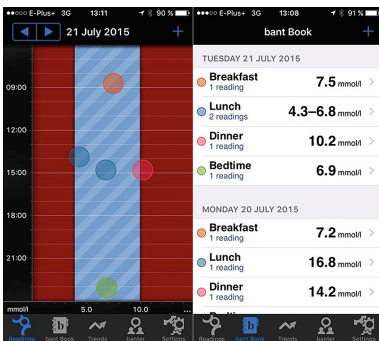 ●●○○○ E-Plus+ 3G 13:11 90 %
21 July 2015 +
09:00
12:00
15:00
18:00
21:00
mmol/l 5.0 10.0 ...
Readings bant Book Trends banter Settings
●●●○○ E-Plus+ 3G 13:08 91 %
bant Book +
TUESDAY 21 JULY 2015
Breakfast 7.5 mmol/l
1 reading
Lunch 4.3–6.8 mmol/l
2 readings
Dinner 10.2 mmol/l
1 reading
Bedtime 6.9 mmol/l
1 reading
MONDAY 20 JULY 2015
Breakfast 7.2 mmol/l
1 reading
Lunch 16.8 mmol/l
1 reading
Dinner 14.2 mmol/l
1 reading
Readings bant Book Trends banter Settings